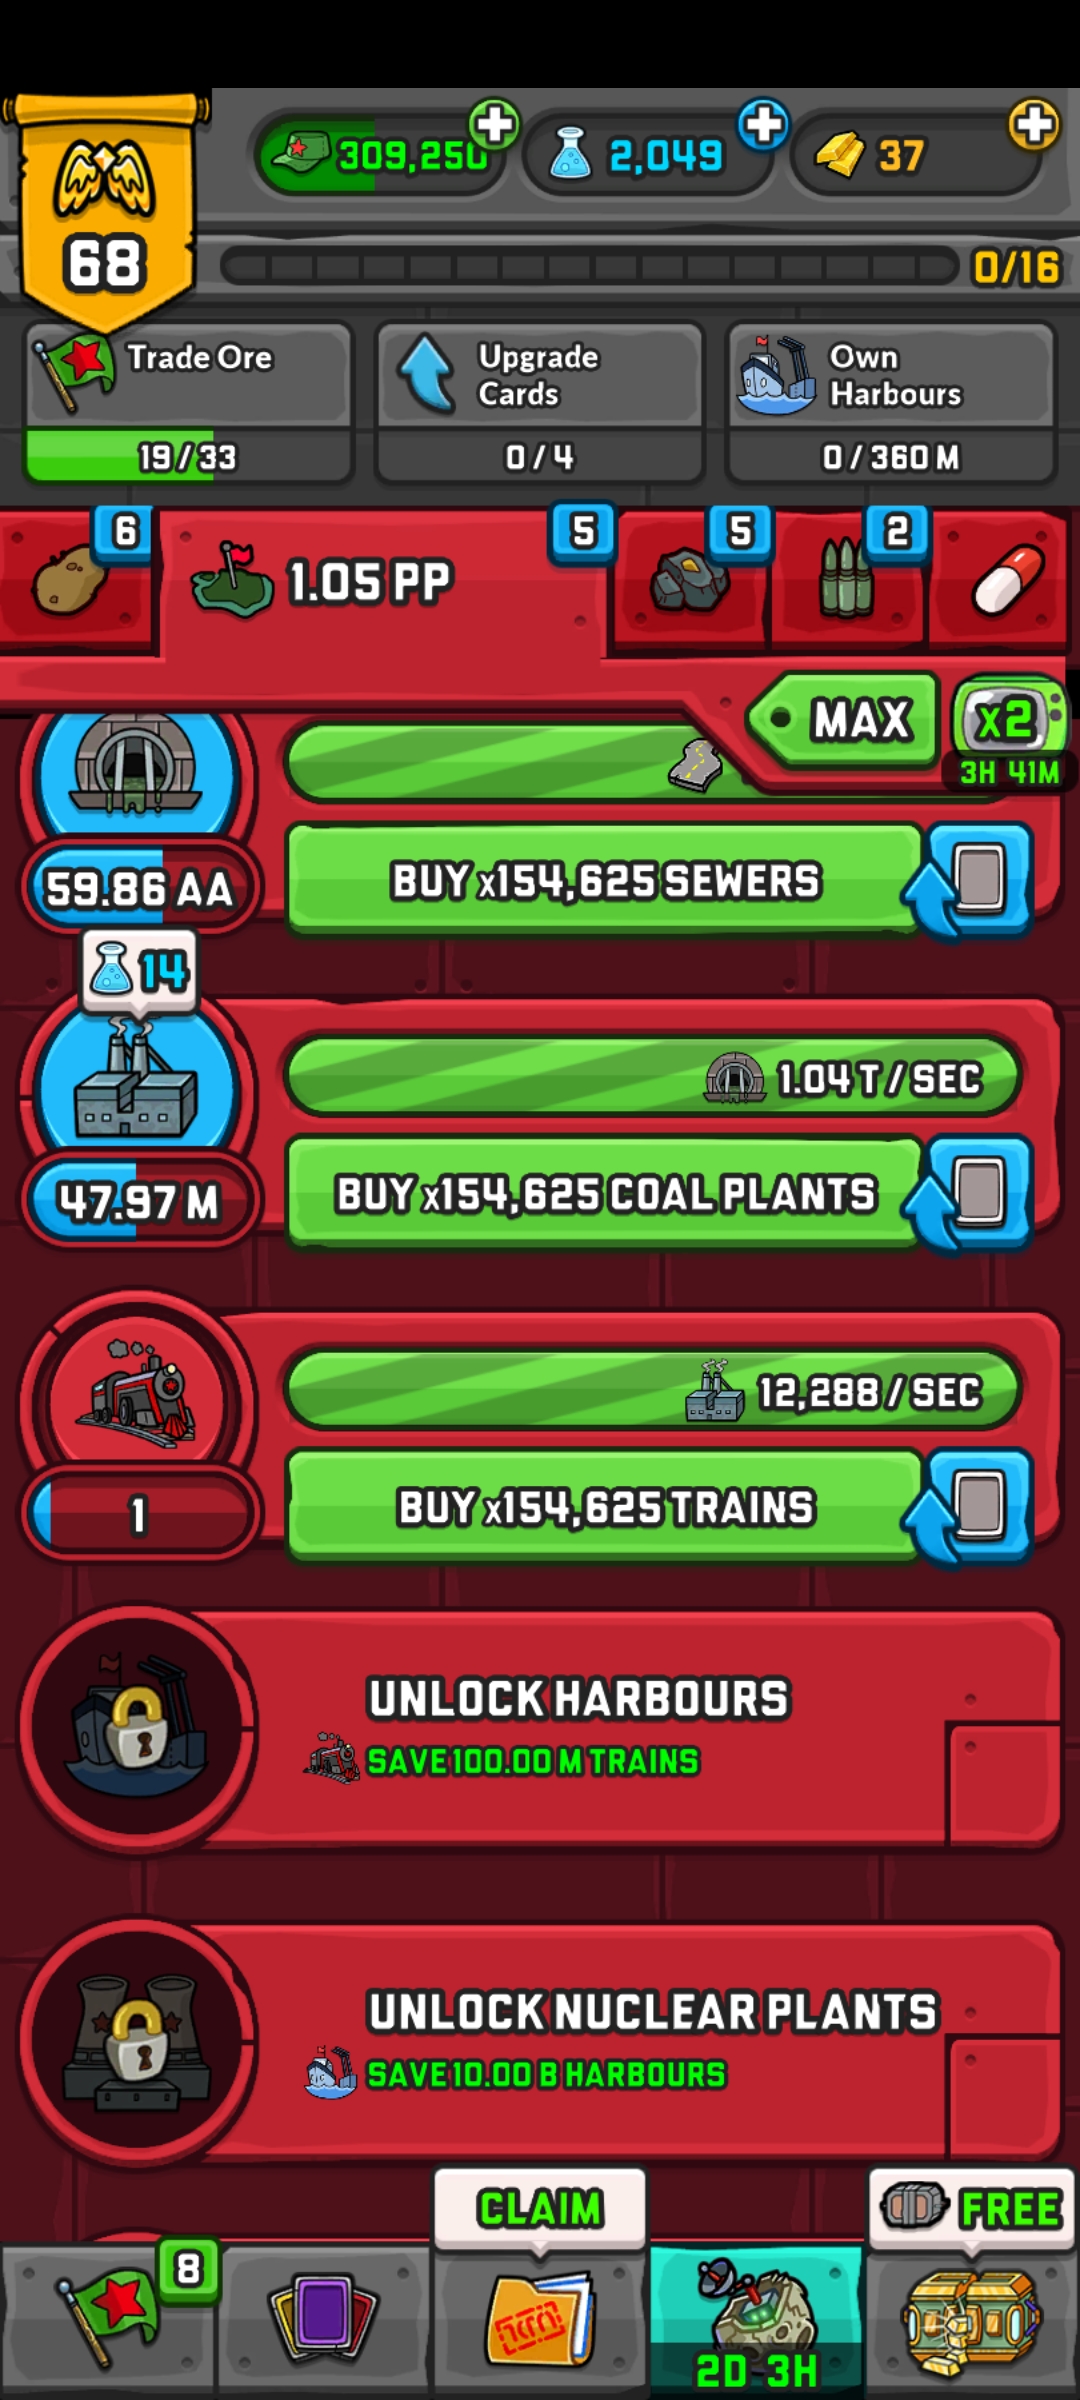 309,250
2,049
37
68
0/16
Trade Ore
19/33
Upgrade
Cards
0/4
Own
Harbours
0/360 M
6
1.05 PP
5
5
2
MAX
x2
3H 41M
59.86 AA
BUY x154,625 SEWERS
14
1.04 T / SEC
47.97 M
BUY x154,625 COAL PLANTS
12,288 / SEC
1
BUY x154,625 TRAINS
UNLOCK HARBOURS
SAVE 100.00 M TRAINS
UNLOCK NUCLEAR PLANTS
SAVE 10.00 B HARBOURS
CLAIM
FREE
8
2D 3H